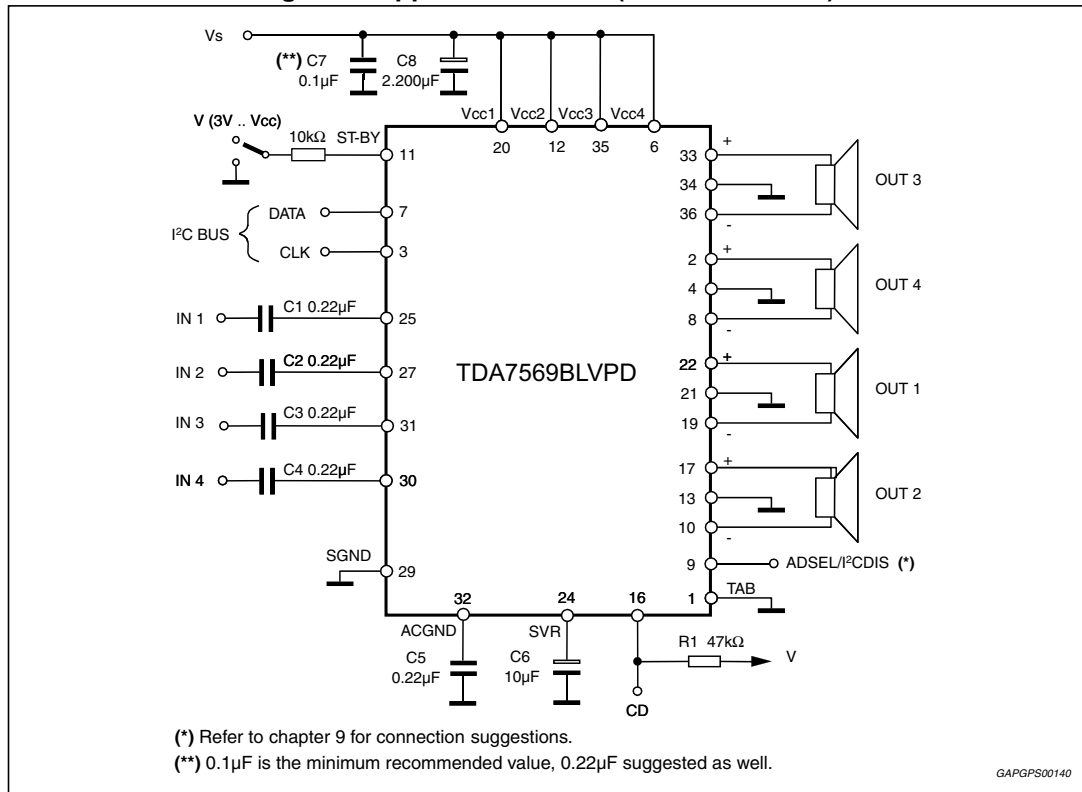 Vs
(**) C7
0.1µF
C8
2.200µF
Vcc1
Vcc2
Vcc3
Vcc4
20
12
35
6
V (3V .. Vcc)
10kΩ
ST-BY
11
I²C BUS
DATA
7
CLK
3
IN 1
C1 0.22µF
25
IN 2
C2 0.22µF
27
IN 3
C3 0.22µF
31
IN 4
C4 0.22µF
30
SGND
29
TDA7569BLVPD
33
+
34
36
-
OUT 3
2
+
4
8
-
OUT 4
22
+
21
19
-
OUT 1
17
+
13
10
-
OUT 2
9
ADSEL/I²CDIS (*)
1
TAB
32
24
16
ACGND
SVR
C5
0.22µF
C6
10µF
R1 47kΩ
V
CD
(*) Refer to chapter 9 for connection suggestions.
(**) 0.1µF is the minimum recommended value, 0.22µF suggested as well.
GAPGPS00140